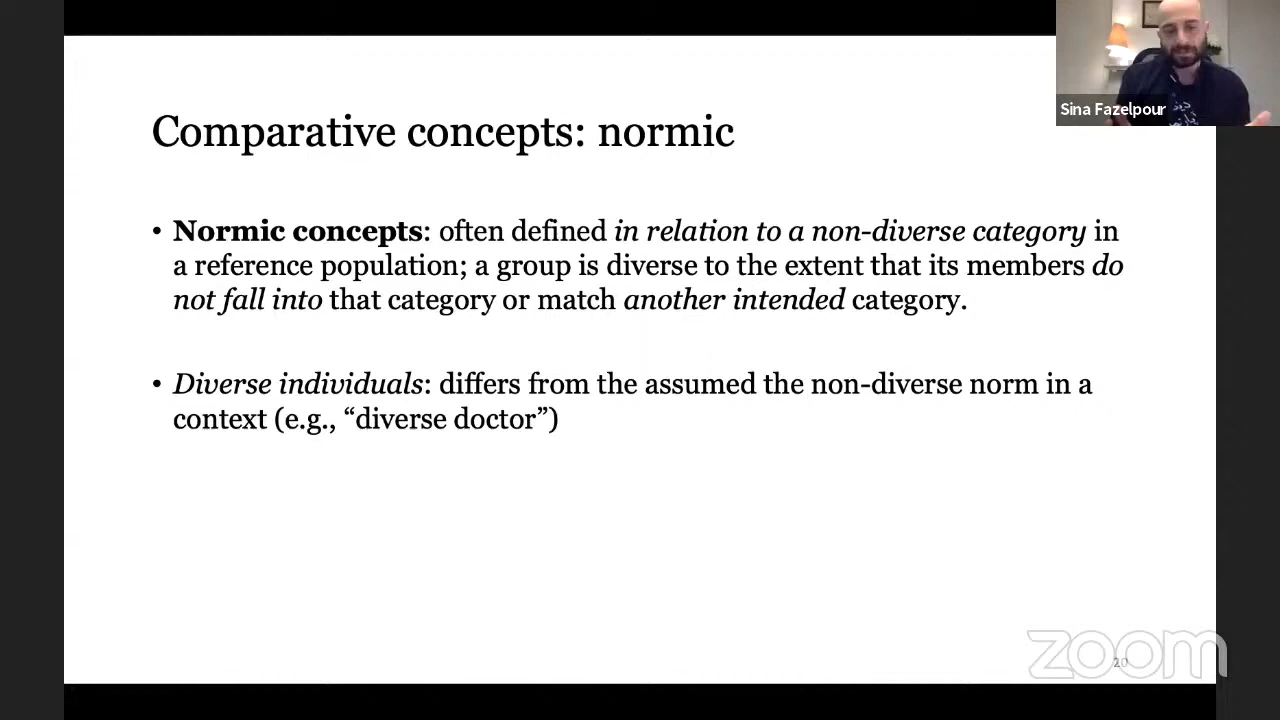 Sina Fazelpour
Comparative concepts: normic
• Normic concepts: often defined in relation to a non-diverse category in
a reference population; a group is diverse to the extent that its members do
not fall into that category or match another intended category.
• Diverse individuals: differs from the assumed the non-diverse norm in a
context (e.g., “diverse doctor”)
20
zoom